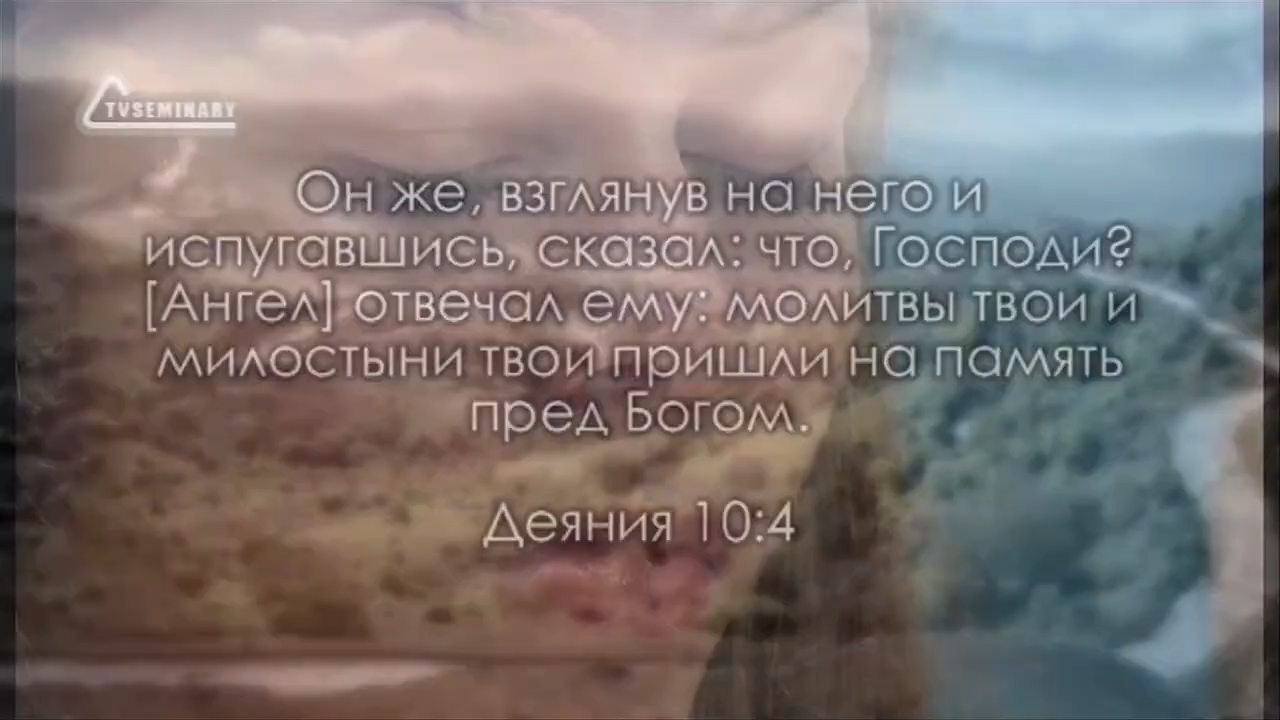 TVSEMINARY
Он же, взглянув на него и
испугавшись, сказал: что, Господи?
[Ангел] отвечал ему: молитвы твои и
милостыни твои пришли на память
пред Богом.
Деяния 10:4